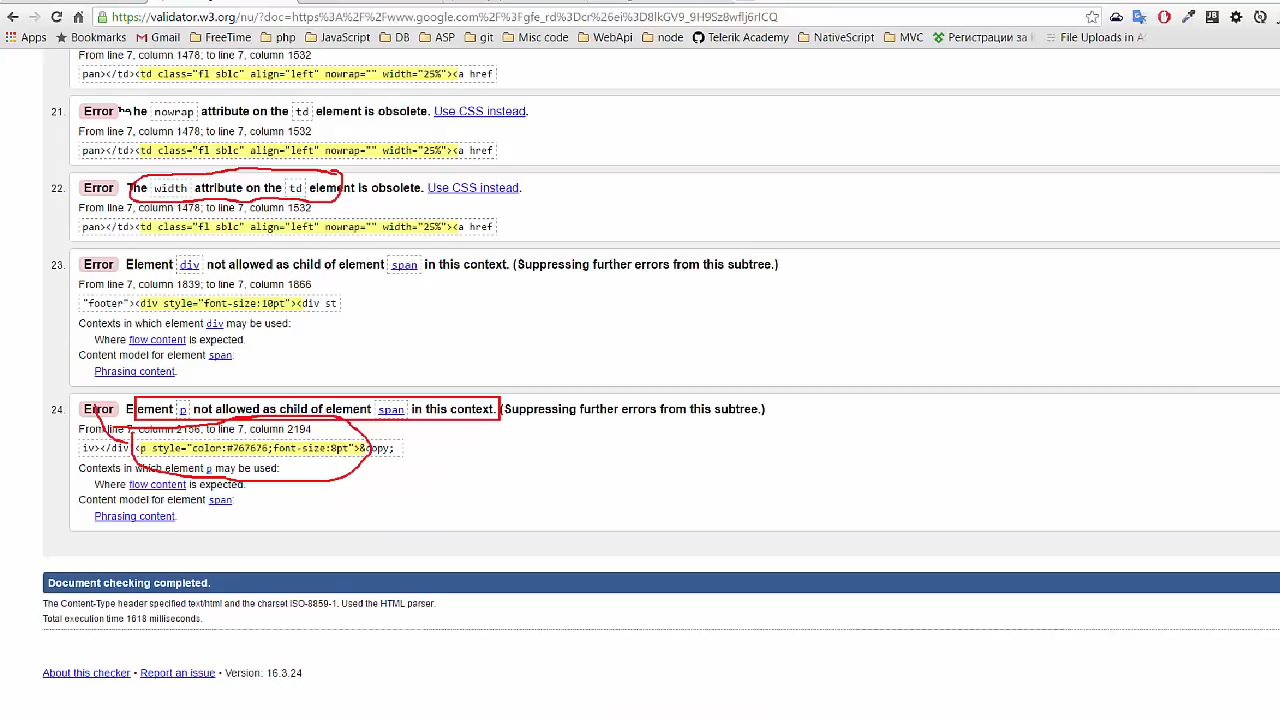 https://validator.w3.org/nu/?doc=https%3A%2F%2Fwww.google.com%2F%3Fgfe_rd%3Dcr%26ei%3D8lkGV9_9H9Sz8wflj6rICQ
Apps Bookmarks Gmail FreeTime php JavaScript DB ASP git Misc code WebApi node Telerik Academy NativeScript MVC Регистрации за File Uploads in A
From line 7, column 1478; to line 7, column 1532
pan></td><td class="fl sblc" align="left" nowrap="" width="25%"><a href
21. Error The nowrap attribute on the td element is obsolete. Use CSS instead.
From line 7, column 1478; to line 7, column 1532
pan></td><td class="fl sblc" align="left" nowrap="" width="25%"><a href
22. Error The width attribute on the td element is obsolete. Use CSS instead.
From line 7, column 1478; to line 7, column 1532
pan></td><td class="fl sblc" align="left" nowrap="" width="25%"><a href
23. Error Element div not allowed as child of element span in this context. (Suppressing further errors from this subtree.)
From line 7, column 1839; to line 7, column 1866
"footer"><div style="font-size:10pt"><div st
Contexts in which element div may be used:
Where flow content is expected.
Content model for element span:
Phrasing content.
24. Error Element p not allowed as child of element span in this context. (Suppressing further errors from this subtree.)
From line 7, column 2156; to line 7, column 2194
iv></div><p style="color:#767676;font-size:8pt">&copy;
Contexts in which element p may be used:
Where flow content is expected.
Content model for element span:
Phrasing content.
Document checking completed.
The Content-Type header specified text/html and the charset ISO-8859-1. Used the HTML parser.
Total execution time 1618 milliseconds.
About this checker • Report an issue • Version: 16.3.24